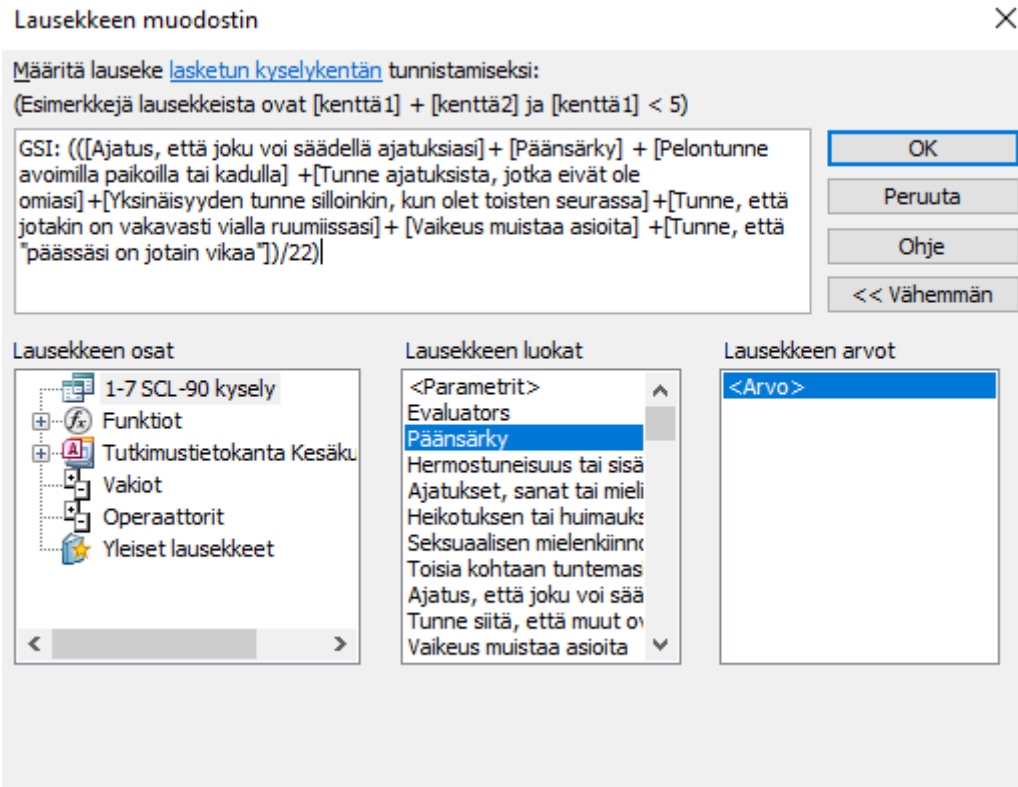 Lausekkeen muodostin
Määritä lauseke lasketun kyselykentän tunnistamiseksi:
(Esimerkkejä lausekkeista ovat [kenttä1] + [kenttä2] ja [kenttä1] < 5)
GSI: (([Ajatus, että joku voi säädellä ajatuksiasi]+ [Päänsärky] + [Pelontunne
avoimilla paikoilla tai kadulla] +[Tunne ajatuksista, jotka eivät ole
omiasi]+[Yksinäisyyden tunne silloinkin, kun olet toisten seurassa]+[Tunne, että
jotakin on vakavasti vialla ruumiissasi]+ [Vaikeus muistaa asioita] +[Tunne, että
"päässäsi on jotain vikaa"])/22)
OK
Peruuta
Ohje
<< Vähemmän
Lausekkeen osat
1-7 SCL-90 kysely
Funktiot
Tutkimustietokanta Kesäku
Vakiot
Operaattorit
Yleiset lausekkeet
Lausekkeen luokat
<Parametrit>
Evaluators
Päänsärky
Hermostuneisuus tai sisä
Ajatukset, sanat tai mieli
Heikotuksen tai huimauks
Seksuaalisen mielenkiinno
Toisia kohtaan tuntemas
Ajatus, että joku voi sää
Tunne siitä, että muut ov
Vaikeus muistaa asioita
Lausekkeen arvot
<Arvo>